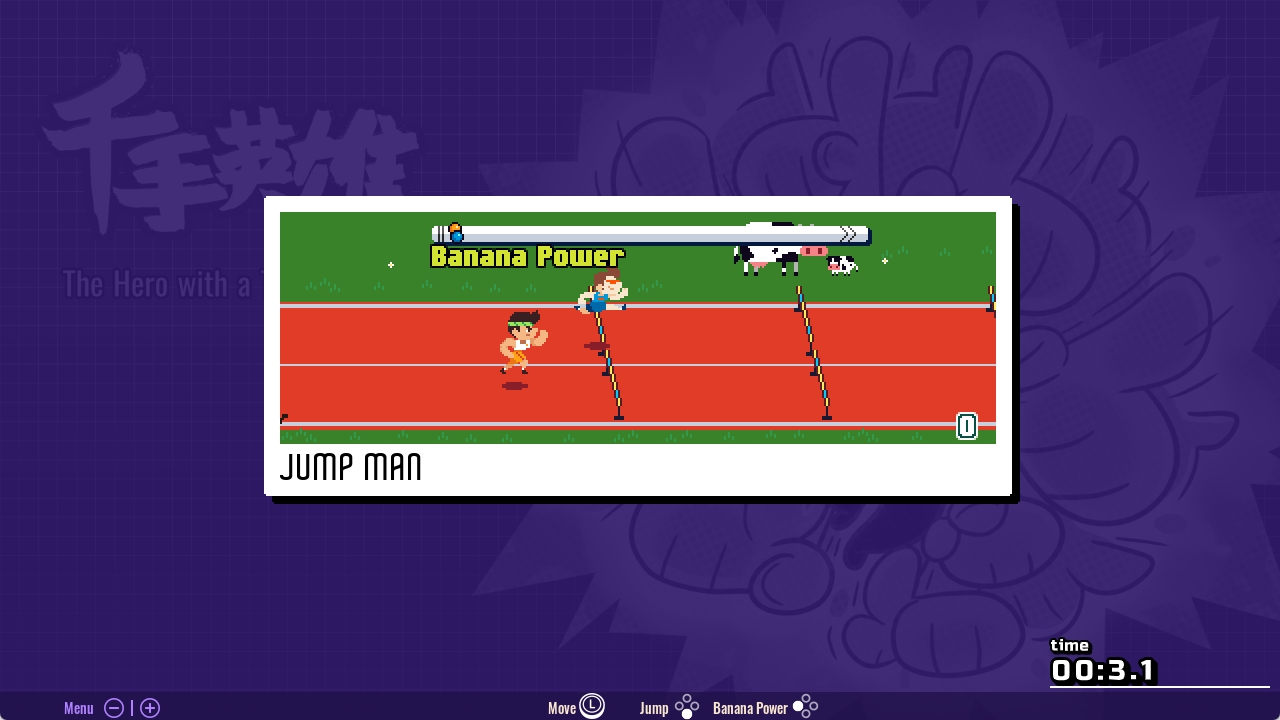 千手英雄
The Hero with a
Banana Power
0
JUMP MAN
time
00:3.1
Menu
Move L
Jump
Banana Power